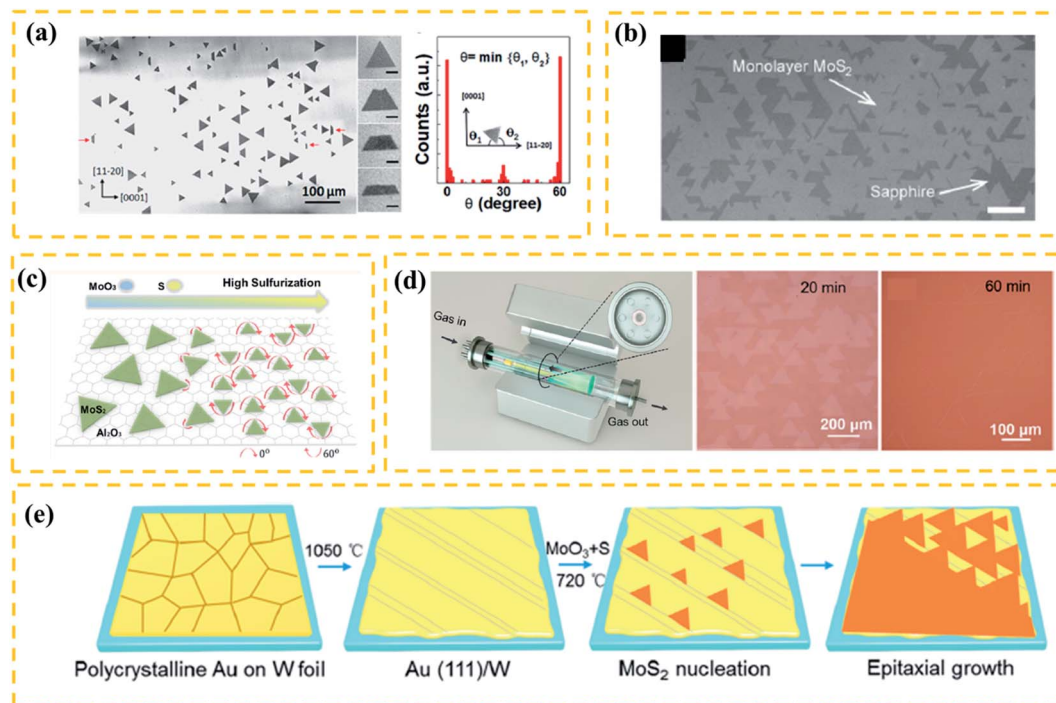 (a)
[11-20]
[0001]
100 μm
Counts (a.u.)
θ= min {θ₁, θ₂}
[0001]
θ₁
θ₂
[11-20]
0
30
60
θ (degree)
(b)
Monolayer MoS₂
Sapphire
(c)
MoO₃
S
High Sulfurization
MoS₂
Al₂O₃
0⁰
60⁰
(d)
Gas in
Gas out
20 min
200 μm
60 min
100 μm
(e)
1050 ℃
MoO₃+S
720 ℃
Polycrystalline Au on W foil
Au (111)/W
MoS₂ nucleation
Epitaxial growth